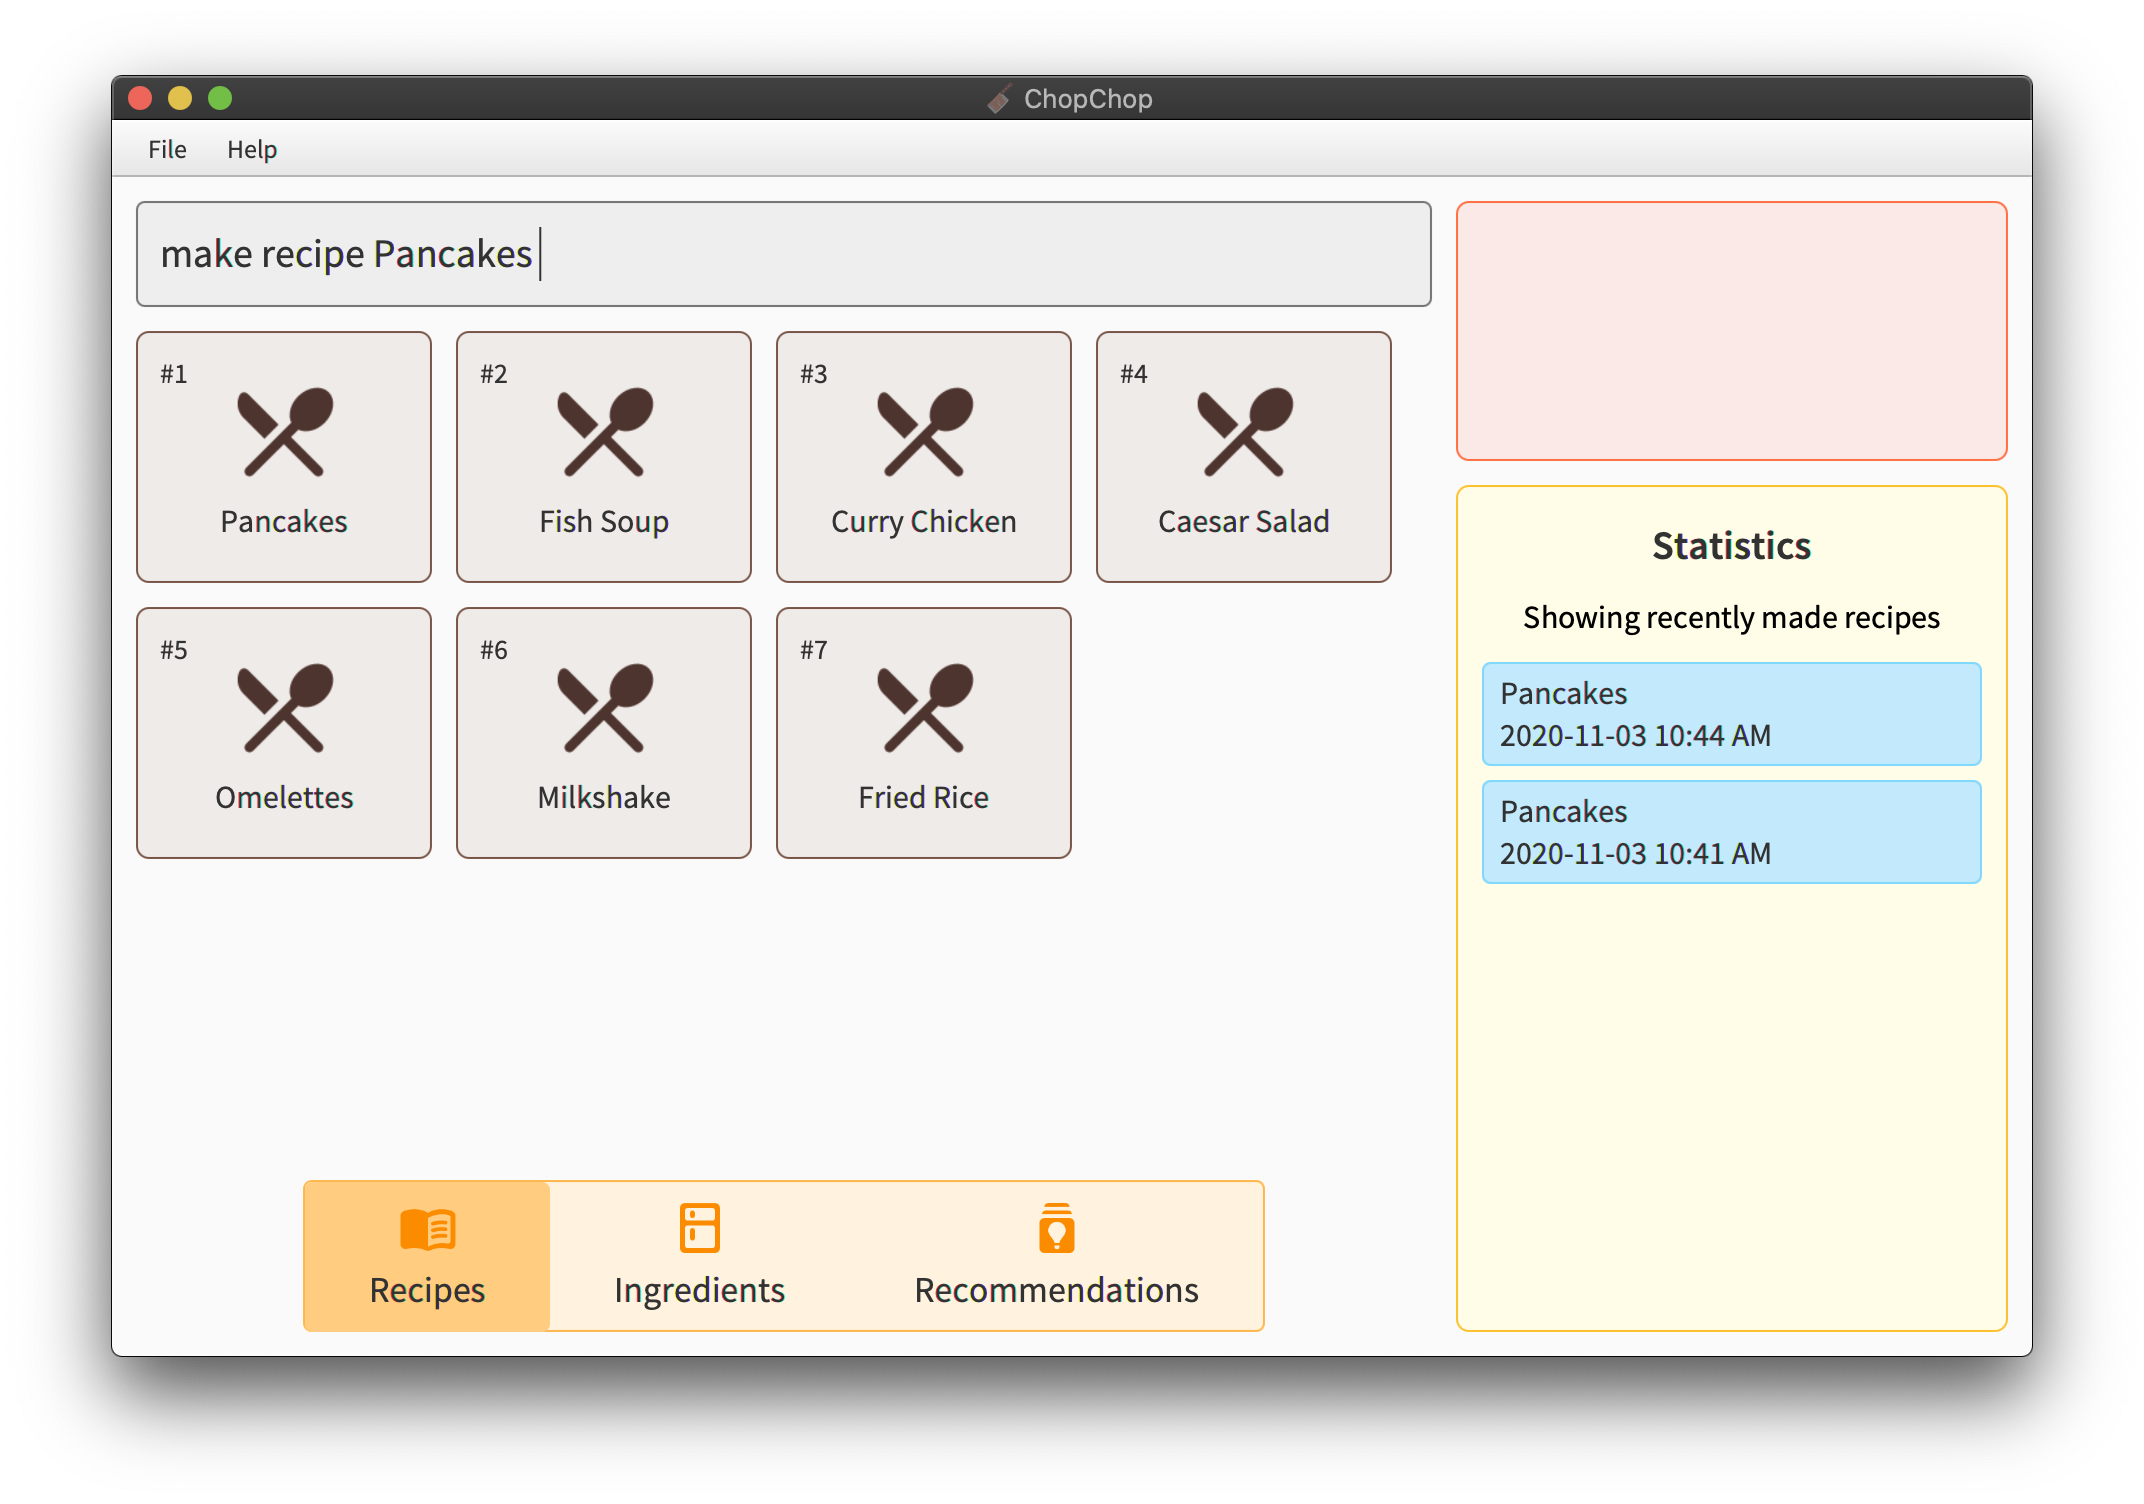 ChopChop
File Help
make recipe Pancakes
#1
Pancakes
#2
Fish Soup
#3
Curry Chicken
#4
Caesar Salad
#5
Omelettes
#6
Milkshake
#7
Fried Rice
Recipes
Ingredients
Recommendations
Statistics
Showing recently made recipes
Pancakes
2020-11-03 10:44 AM
Pancakes
2020-11-03 10:41 AM